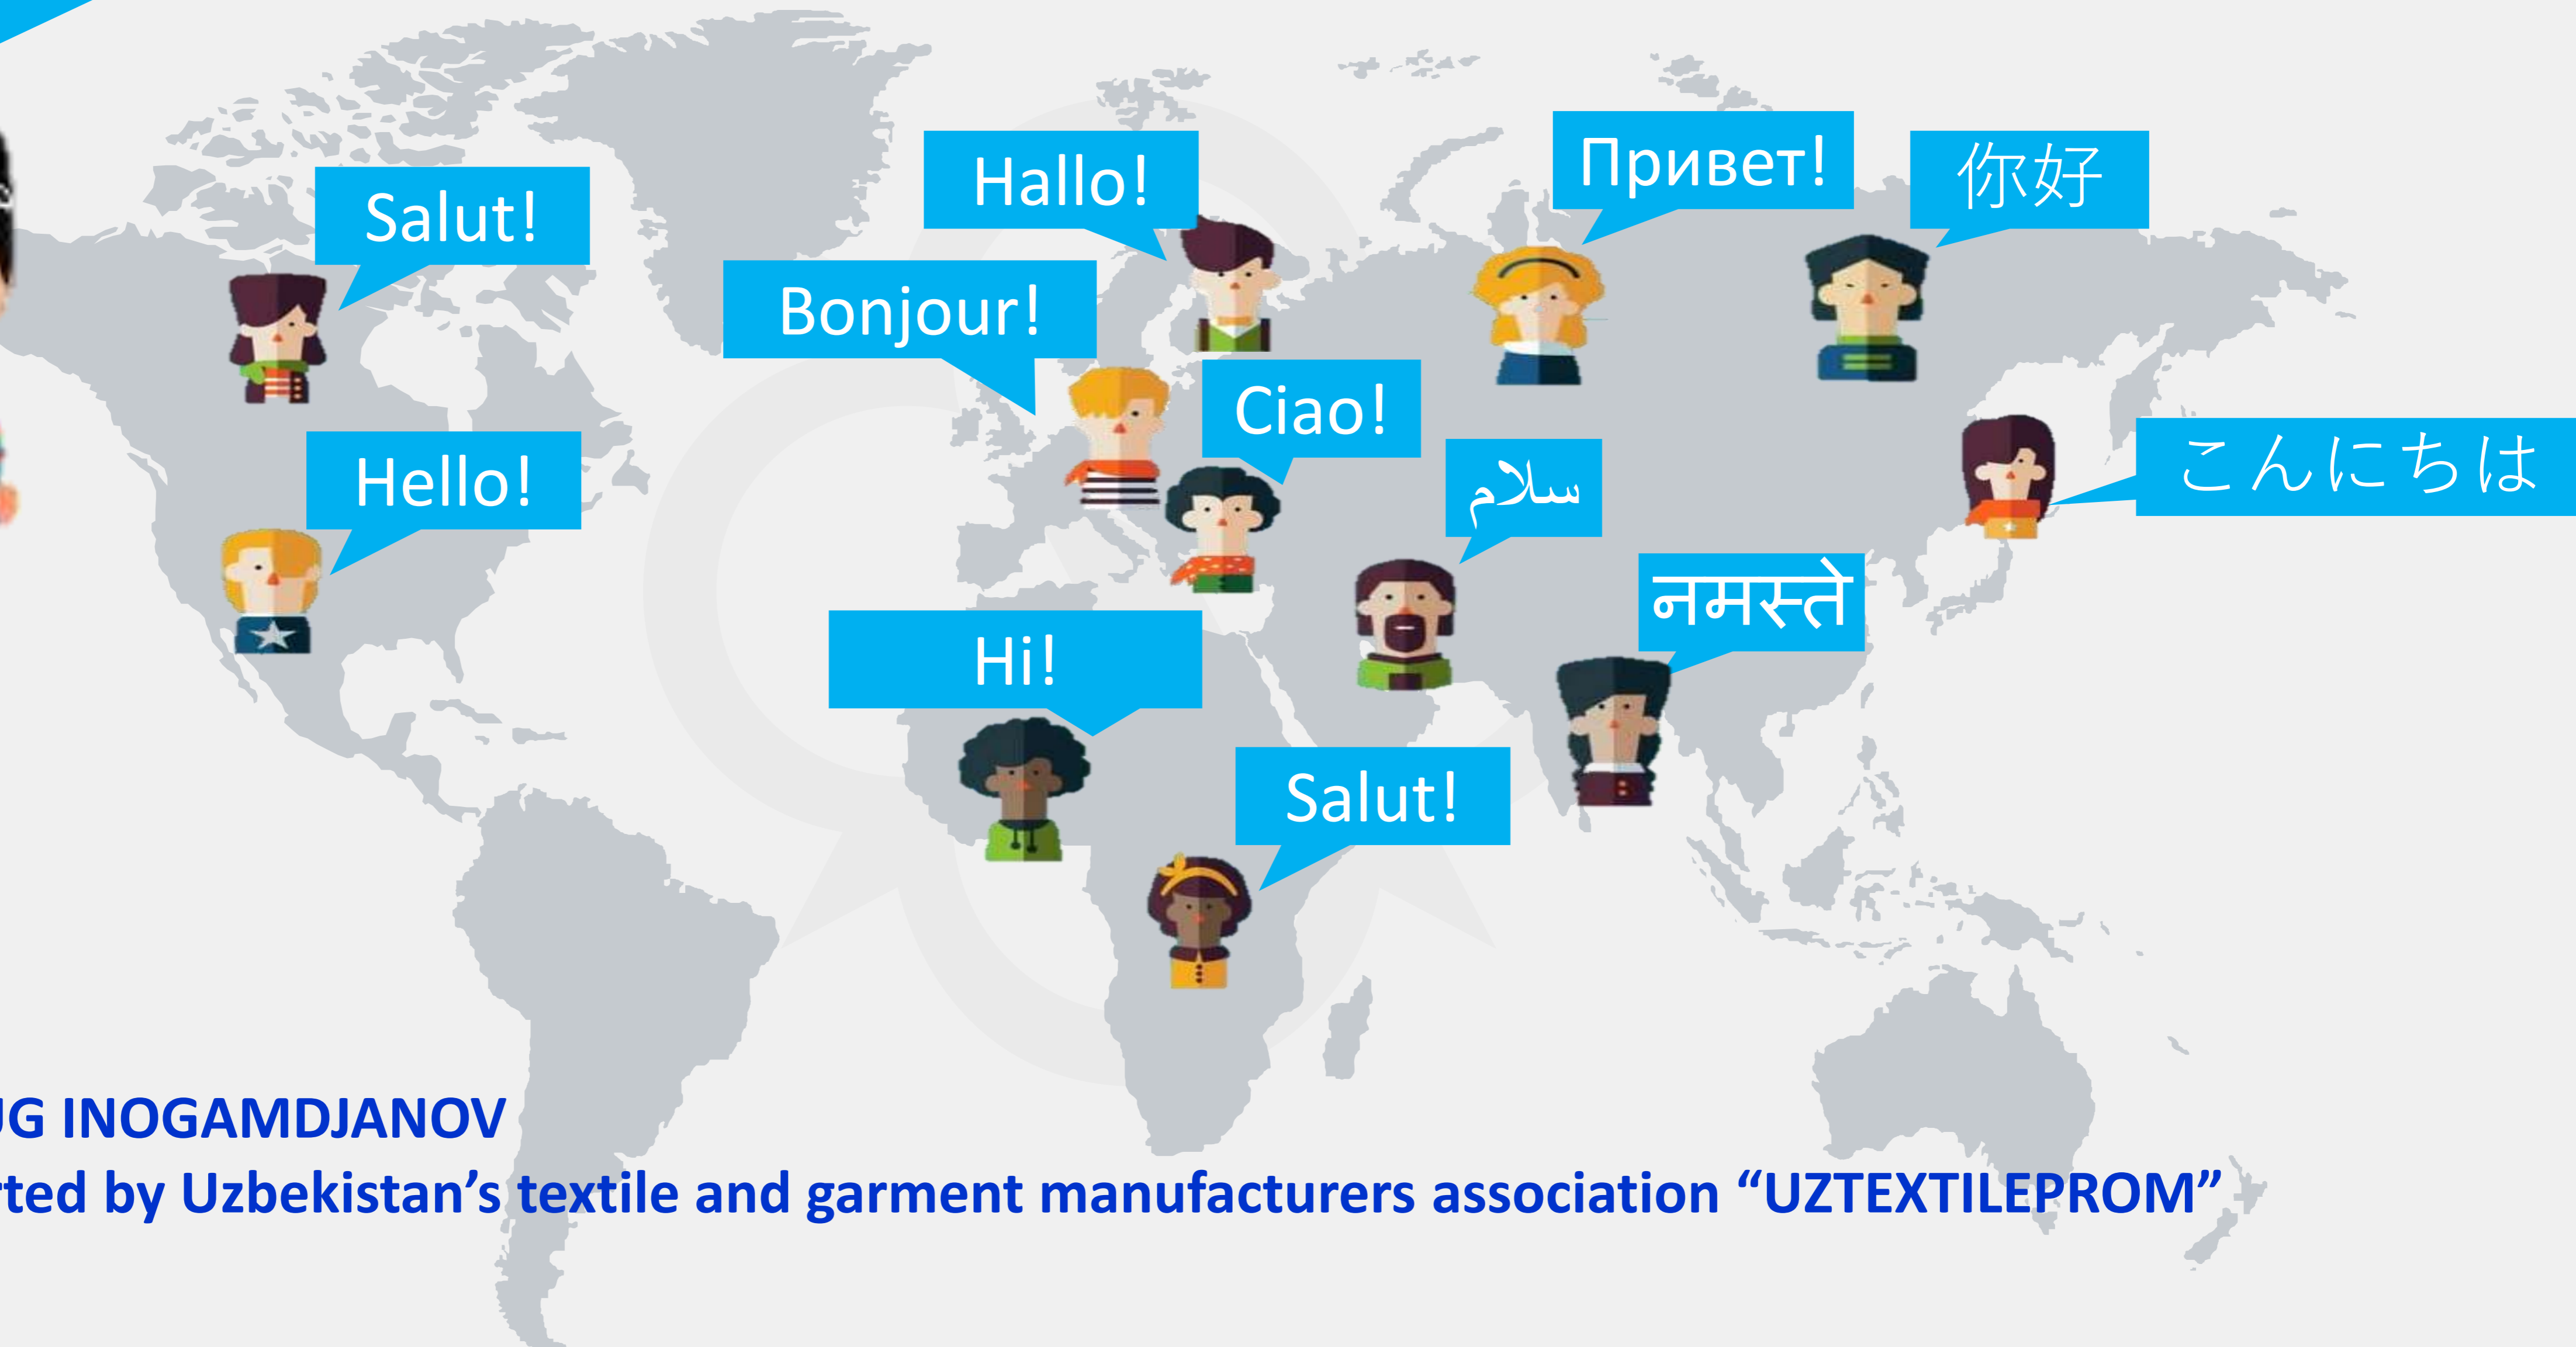 Привет!
Hallo!
你好
Salut!
Bonjour!
Ciao!
こんにちは
Hello!
سلام
नमस्ते
Hi!
Salut!
INOGAMDJANOV
by Uzbekistan’s textile and garment manufacturers association “UZTEXTILEPROM”